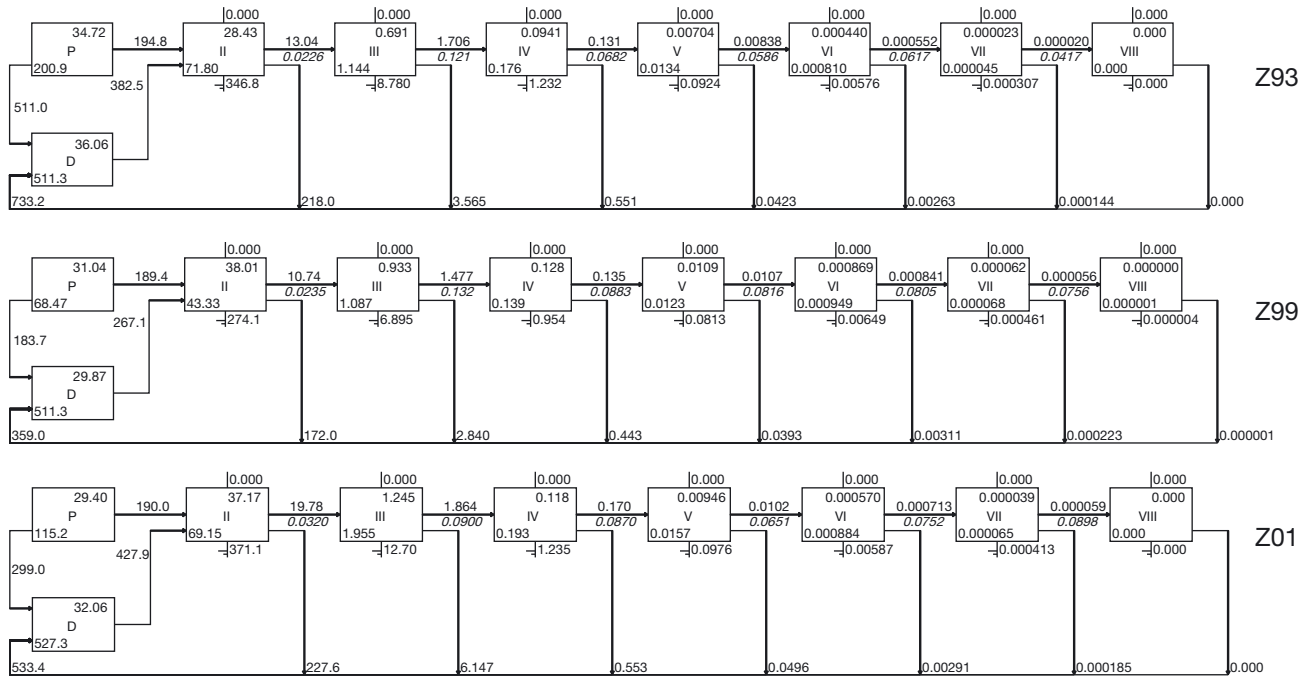 0.000 0.000 0.000 0.000 0.000 0.000 0.000
34.72 28.43 0.691 0.0941 0.00704 0.000440 0.000023 0.000
P 194.8 II 13.04 III 1.706 IV 0.131 V 0.00838 VI 0.000552 VII 0.000020 VIII
0.0226 0.121 0.0682 0.0586 0.0617 0.0417
200.9 71.80 1.144 0.176 0.0134 0.000810 0.000045 0.000
Z93
382.5 346.8 8.780 1.232 0.0924 0.00576 0.000307 0.000
511.0
36.06
D
511.3
733.2 218.0 3.565 0.551 0.0423 0.00263 0.000144 0.000
0.000 0.000 0.000 0.000 0.000 0.000 0.000
31.04 38.01 0.933 0.128 0.0109 0.000869 0.000062 0.000000
P 189.4 II 10.74 III 1.477 IV 0.135 V 0.0107 VI 0.000841 VII 0.000056 VIII
0.0235 0.132 0.0883 0.0816 0.0805 0.0756
68.47 43.33 1.087 0.139 0.0123 0.000949 0.000068 0.000001
Z99
267.1 274.1 6.895 0.954 0.0813 0.00649 0.000461 0.000004
183.7
29.87
D
511.3
359.0 172.0 2.840 0.443 0.0393 0.00311 0.000223 0.000001
0.000 0.000 0.000 0.000 0.000 0.000 0.000
29.40 37.17 1.245 0.118 0.00946 0.000570 0.000039 0.000
P 190.0 II 19.78 III 1.864 IV 0.170 V 0.0102 VI 0.000713 VII 0.000059 VIII
0.0320 0.0900 0.0870 0.0651 0.0752 0.0898
115.2 69.15 1.955 0.193 0.0157 0.000884 0.000065 0.000
Z01
427.9 371.1 12.70 1.235 0.0976 0.00587 0.000413 0.000
299.0
32.06
D
527.3
533.4 227.6 6.147 0.553 0.0496 0.00291 0.000185 0.000